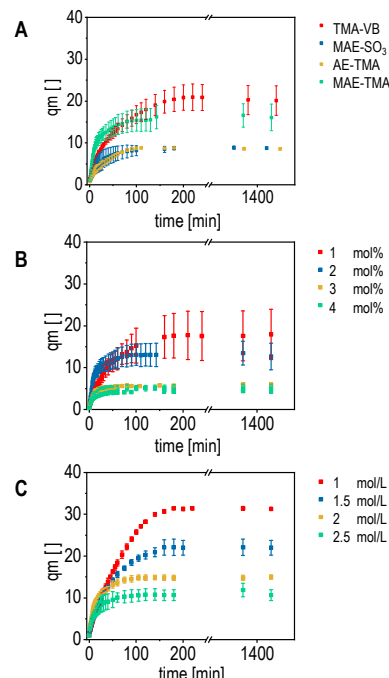 A
40
30
20
10
0
qm [ ]
0
100
200
1400
time [min]
TMA-VB
MAE-SO₃
AE-TMA
MAE-TMA
B
40
30
20
10
0
qm [ ]
0
100
200
1400
time [min]
1 mol%
2 mol%
3 mol%
4 mol%
C
40
30
20
10
0
qm [ ]
0
100
200
1400
time [min]
1 mol/L
1.5 mol/L
2 mol/L
2.5 mol/L